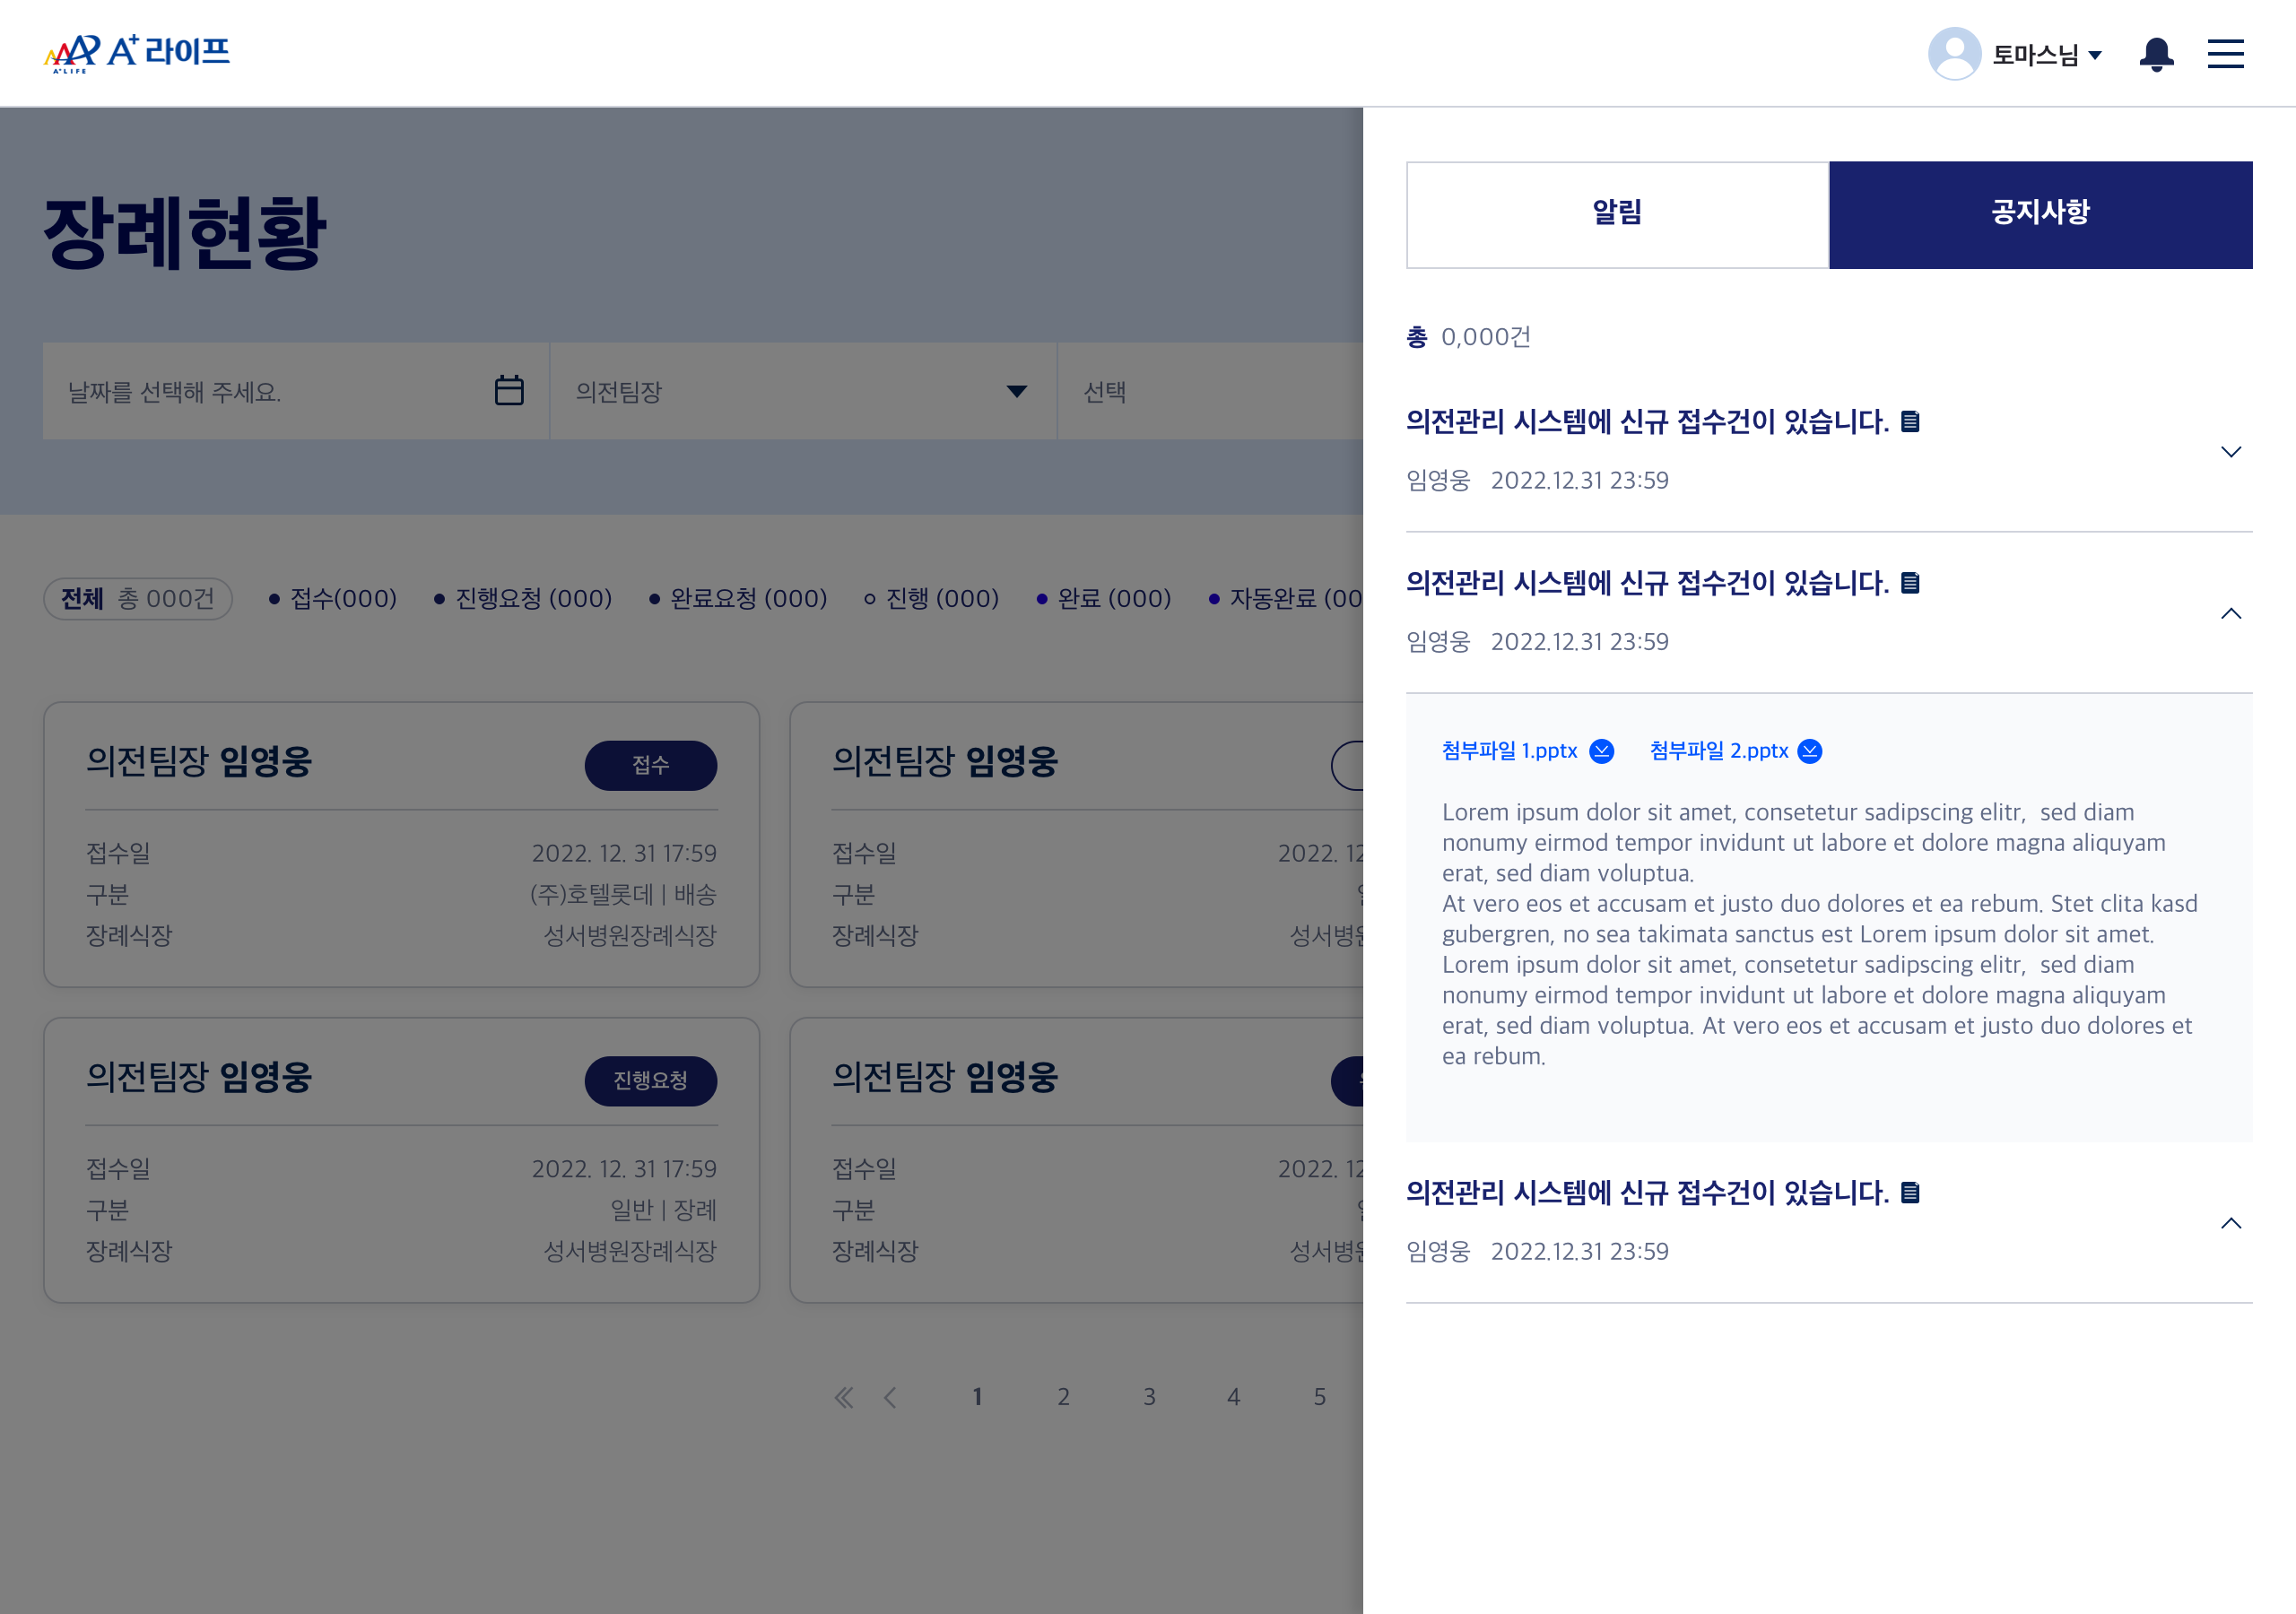 A+ 라이프
A+LIFE
토마스님
장례현황
날짜를 선택해 주세요.
의전팀장
선택
전체 총 000건
접수(000)
진행요청 (000)
완료요청 (000)
진행 (000)
완료 (000)
자동완료 (00
의전팀장 임영웅
접수
접수일 2022. 12. 31 17:59
구분 (주)호텔롯데 | 배송
장례식장 성서병원장례식장
의전팀장 임영웅
접수일 2022. 12
구분
장례식장 성서병
의전팀장 임영웅
진행요청
접수일 2022. 12. 31 17:59
구분 일반 | 장례
장례식장 성서병원장례식장
의전팀장 임영웅
접수일 2022. 12
구분
장례식장 성서병
1 2 3 4 5
알림
공지사항
총 0,000건
의전관리 시스템에 신규 접수건이 있습니다.
임영웅 2022.12.31 23:59
의전관리 시스템에 신규 접수건이 있습니다.
임영웅 2022.12.31 23:59
첨부파일 1.pptx 첨부파일 2.pptx
Lorem ipsum dolor sit amet, consetetur sadipscing elitr, sed diam
nonumy eirmod tempor invidunt ut labore et dolore magna aliquyam
erat, sed diam voluptua.
At vero eos et accusam et justo duo dolores et ea rebum. Stet clita kasd
gubergren, no sea takimata sanctus est Lorem ipsum dolor sit amet.
Lorem ipsum dolor sit amet, consetetur sadipscing elitr, sed diam
nonumy eirmod tempor invidunt ut labore et dolore magna aliquyam
erat, sed diam voluptua. At vero eos et accusam et justo duo dolores et
ea rebum.
의전관리 시스템에 신규 접수건이 있습니다.
임영웅 2022.12.31 23:59